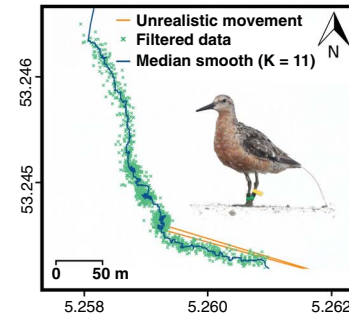 Unrealistic movement
Filtered data
Median smooth (K = 11)
N
53.246
53.245
0 50 m
5.258 5.260 5.262